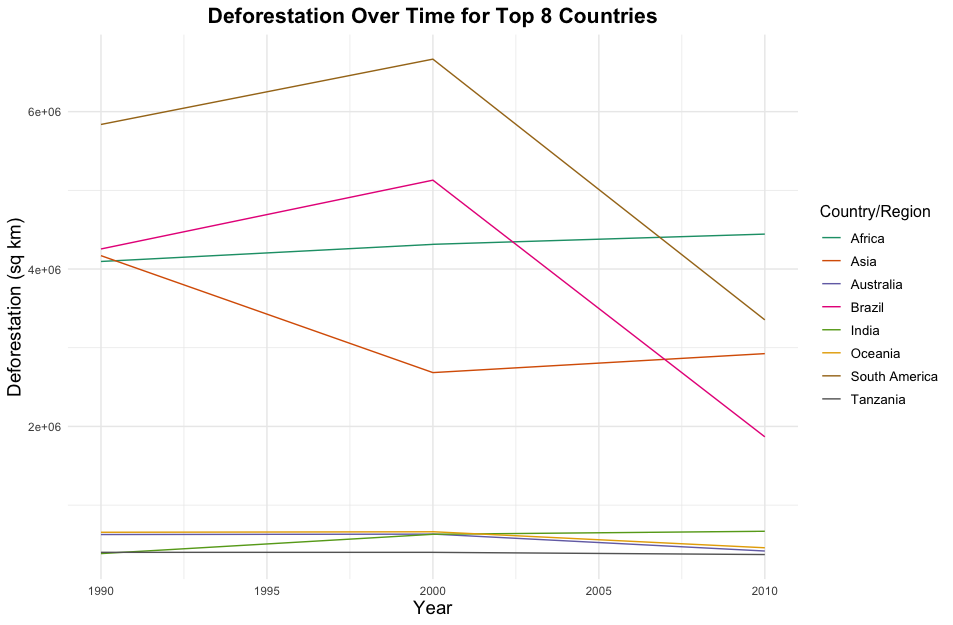 Deforestation Over Time for Top 8 Countries
Deforestation (sq km)
6e+06
4e+06
2e+06
1990
1995
2000
2005
2010
Year
Country/Region
Africa
Asia
Australia
Brazil
India
Oceania
South America
Tanzania